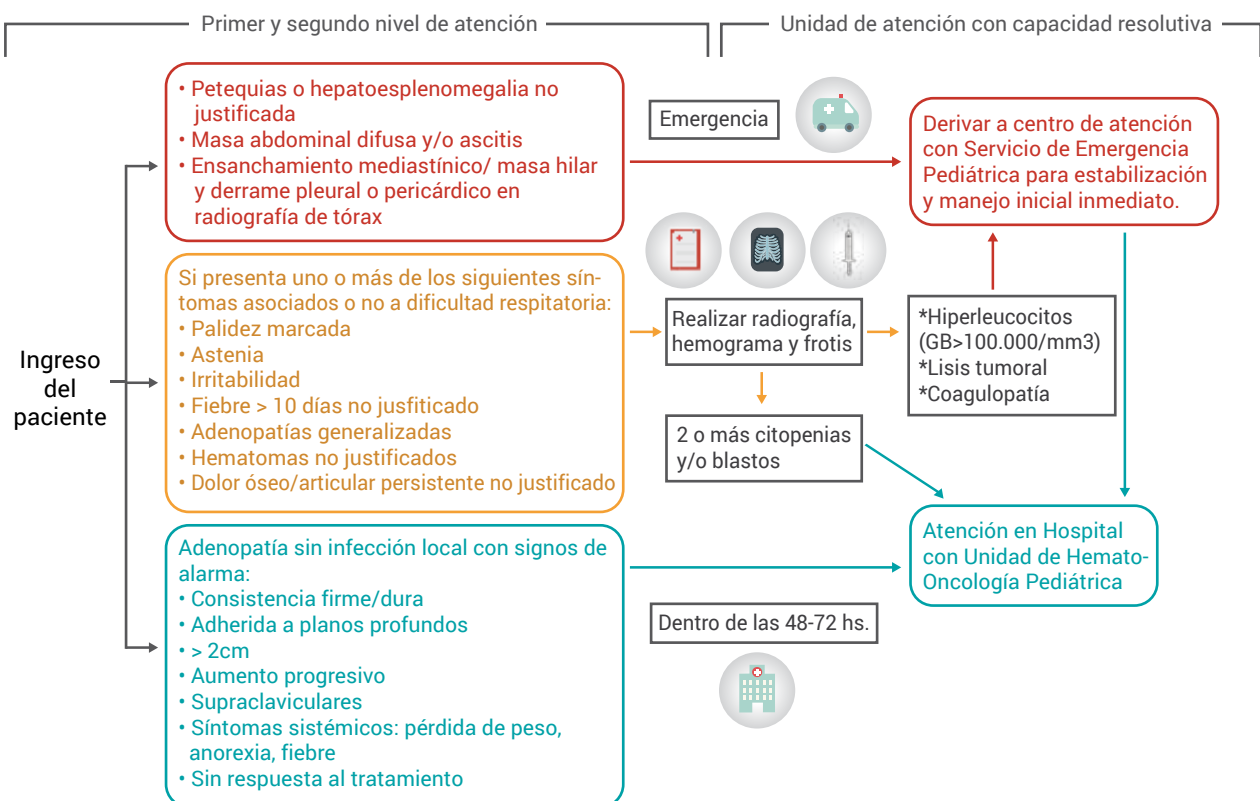 Primer y segundo nivel de atención
Unidad de atención con capacidad resolutiva
Ingreso
del
paciente
• Petequias o hepatoesplenomegalia no
justificada
• Masa abdominal difusa y/o ascitis
• Ensanchamiento mediastínico/ masa hilar
y derrame pleural o pericárdico en
radiografía de tórax
Emergencia
Derivar a centro de atención
con Servicio de Emergencia
Pediátrica para estabilización
y manejo inicial inmediato.
Si presenta uno o más de los siguientes sín-
tomas asociados o no a dificultad respitatoria:
• Palidez marcada
• Astenia
• Irritabilidad
• Fiebre > 10 días no jusfiticado
• Adenopatías generalizadas
• Hematomas no justificados
• Dolor óseo/articular persistente no justificado
Realizar radiografía,
hemograma y frotis
*Hiperleucocitos
(GB>100.000/mm3)
*Lisis tumoral
*Coagulopatía
2 o más citopenias
y/o blastos
Adenopatía sin infección local con signos de
alarma:
• Consistencia firme/dura
• Adherida a planos profundos
• > 2cm
• Aumento progresivo
• Supraclaviculares
• Síntomas sistémicos: pérdida de peso,
anorexia, fiebre
• Sin respuesta al tratamiento
Dentro de las 48-72 hs.
Atención en Hospital
con Unidad de Hemato-
Oncología Pediátrica